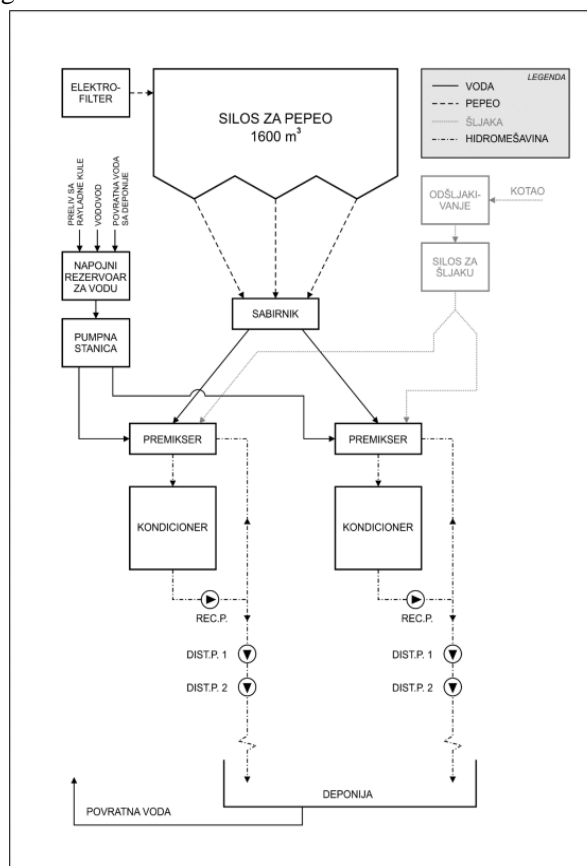 ELEKTRO-
FILTER
SILOS ZA PEPEO
1600 m³
LEGENDA
VODA
PEPEO
ŠLJAKA
HIDROMEŠAVINA
PRELIV SA
RAYLADNE KULE
VODOVOD
POVRATNA VODA
SA DEPONIJE
ODŠLJAKI-
VANJE
KOTAO
SILOS ZA
ŠLJAKU
NAPOJNI
REZERVOAR
ZA VODU
SABIRNIK
PUMPNA
STANICA
PREMIKSER
PREMIKSER
KONDICIONER
KONDICIONER
REC.P.
REC.P.
DIST.P. 1
DIST.P. 1
DIST.P. 2
DIST.P. 2
DEPONIJA
POVRATNA VODA